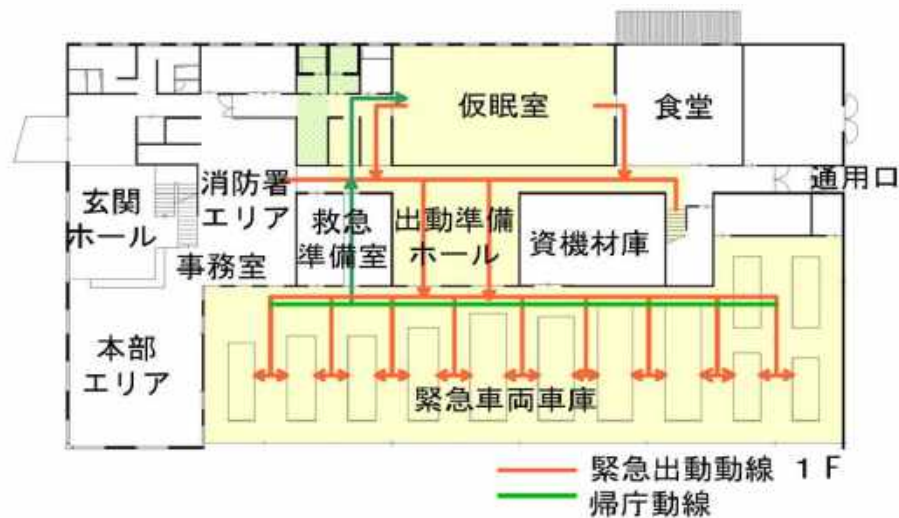 仮眠室
食堂
通用口
消防署
エリア
玄関
ホール
救急
準備室
出動準備
ホール
資機材庫
事務室
本部
エリア
緊急車両車庫
緊急出動動線 1F
帰庁動線